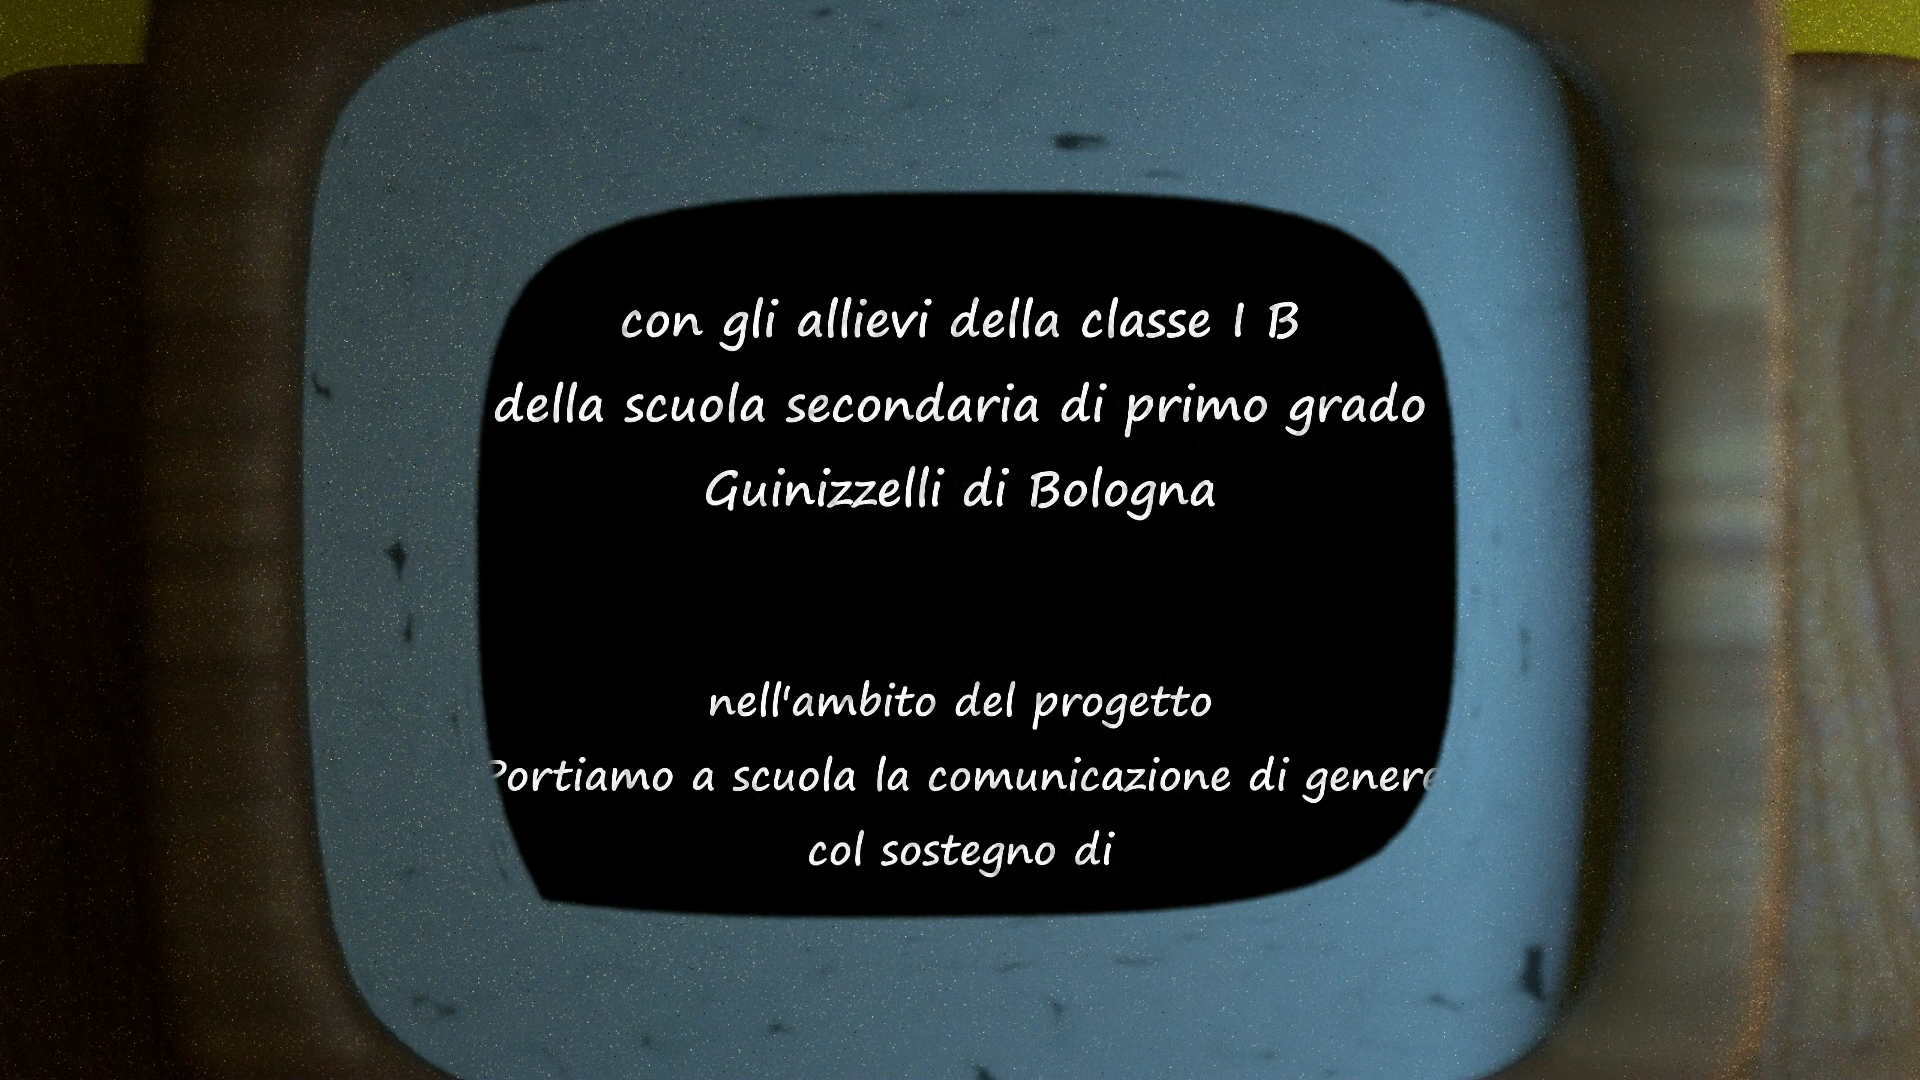 con gli allievi della classe I B
della scuola secondaria di primo grado
Guinizzelli di Bologna
nell'ambito del progetto
Portiamo a scuola la comunicazione di genere
col sostegno di